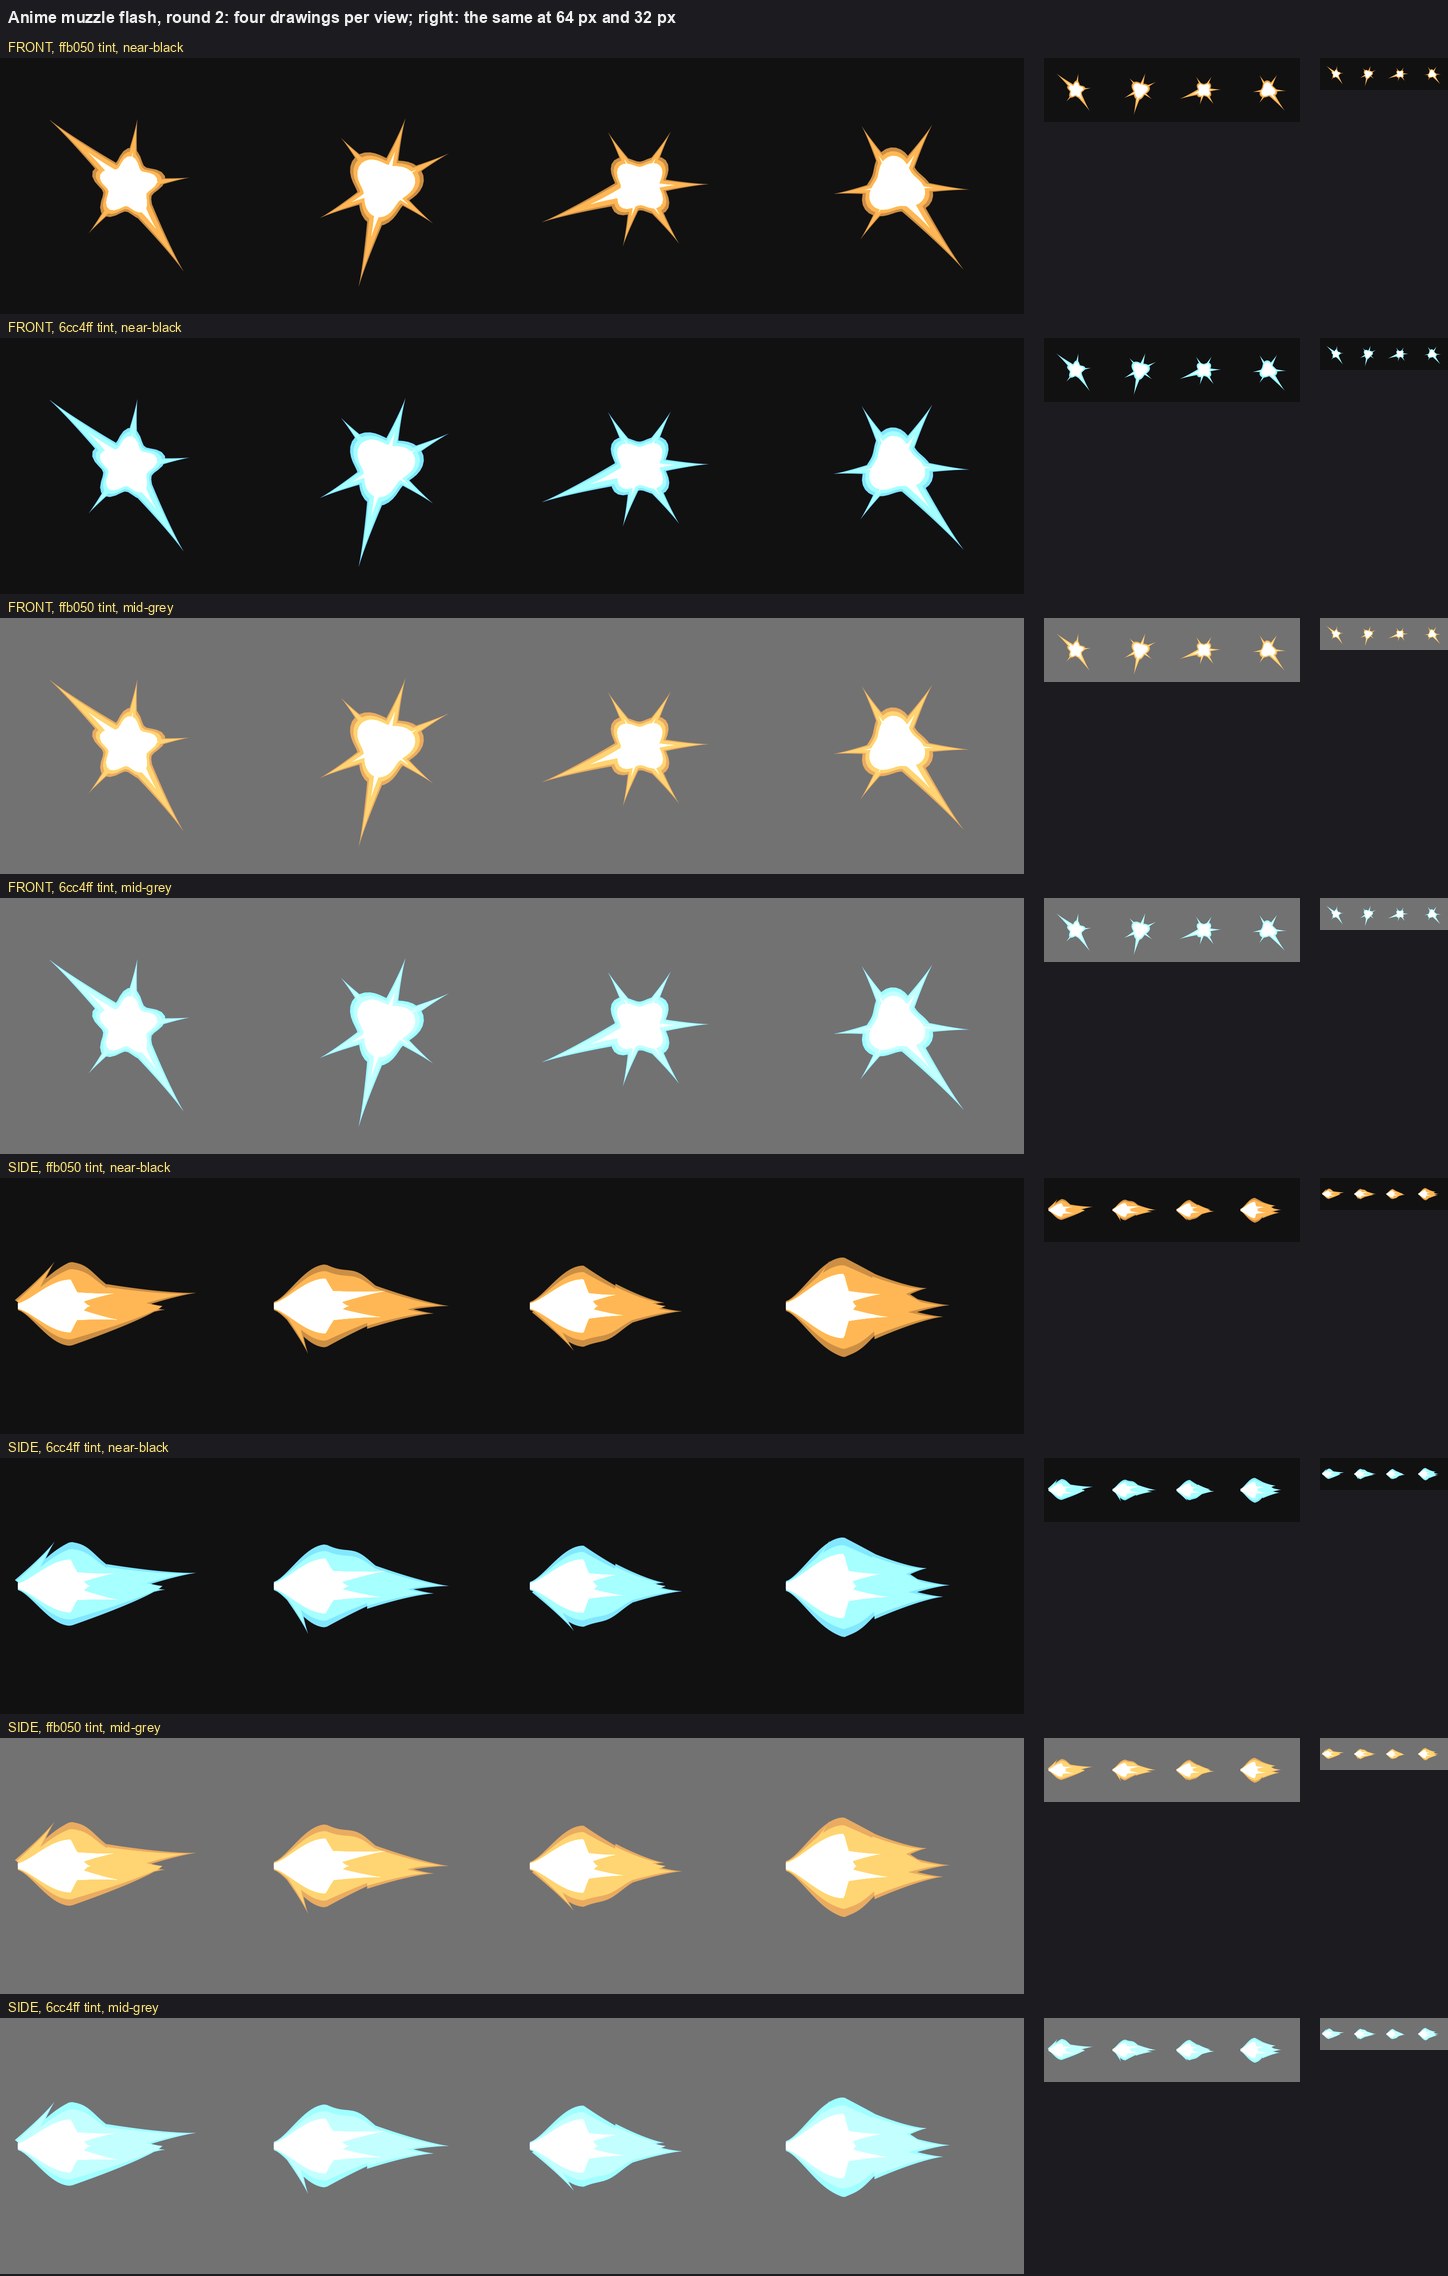 Anime muzzle flash, round 2: four drawings per view; right: the same at 64 px and 32 px
FRONT, ffb050 tint, near-black
FRONT, 6cc4ff tint, near-black
FRONT, ffb050 tint, mid-grey
FRONT, 6cc4ff tint, mid-grey
SIDE, ffb050 tint, near-black
SIDE, 6cc4ff tint, near-black
SIDE, ffb050 tint, mid-grey
SIDE, 6cc4ff tint, mid-grey